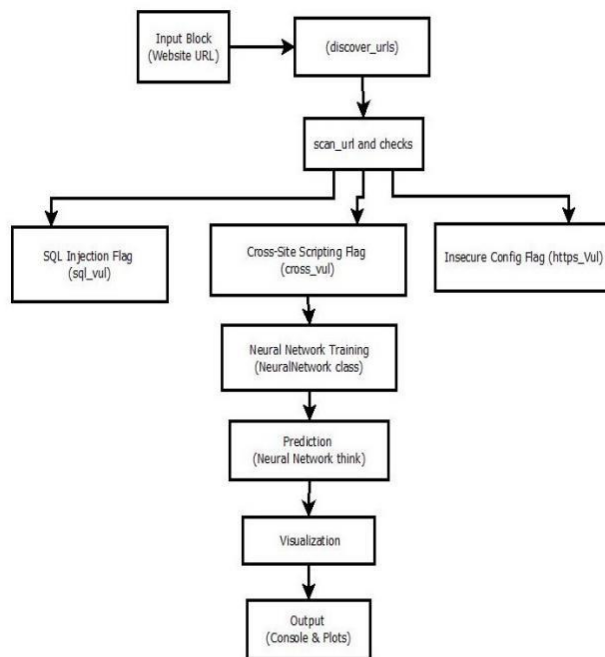 Input Block
(Website URL)
(discover_urls)
scan_url and checks
SQL Injection Flag
(sql_vul)
Cross-Site Scripting Flag
(cross_vul)
Insecure Config Flag (https_Vul)
Neural Network Training
(NeuralNetwork class)
Prediction
(Neural Network think)
Visualization
Output
(Console & Plots)